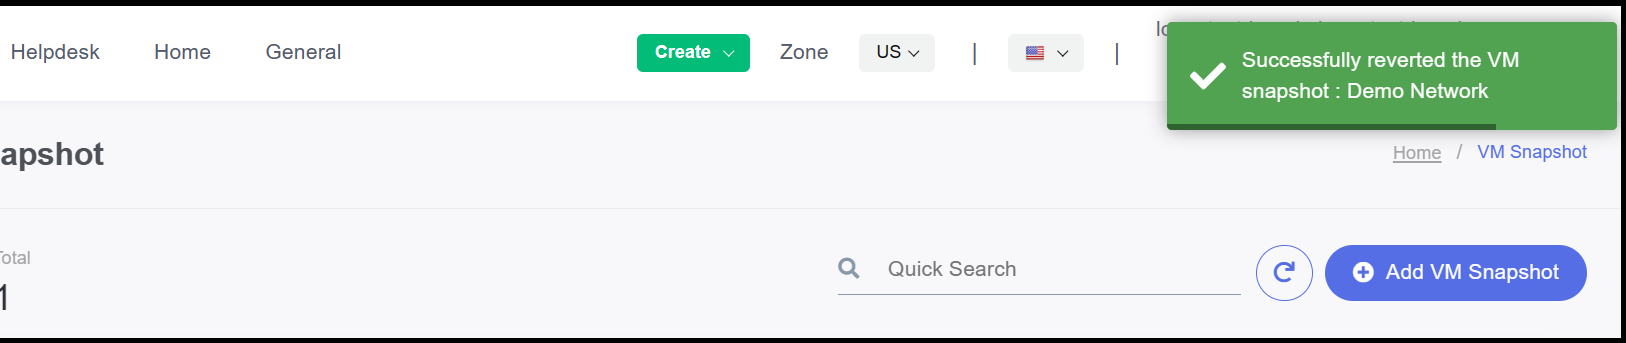 Helpdesk Home General Create Zone US | |
Successfully reverted the VM
snapshot : Demo Network
apshot
Home / VM Snapshot
Total
1
Quick Search
Add VM Snapshot